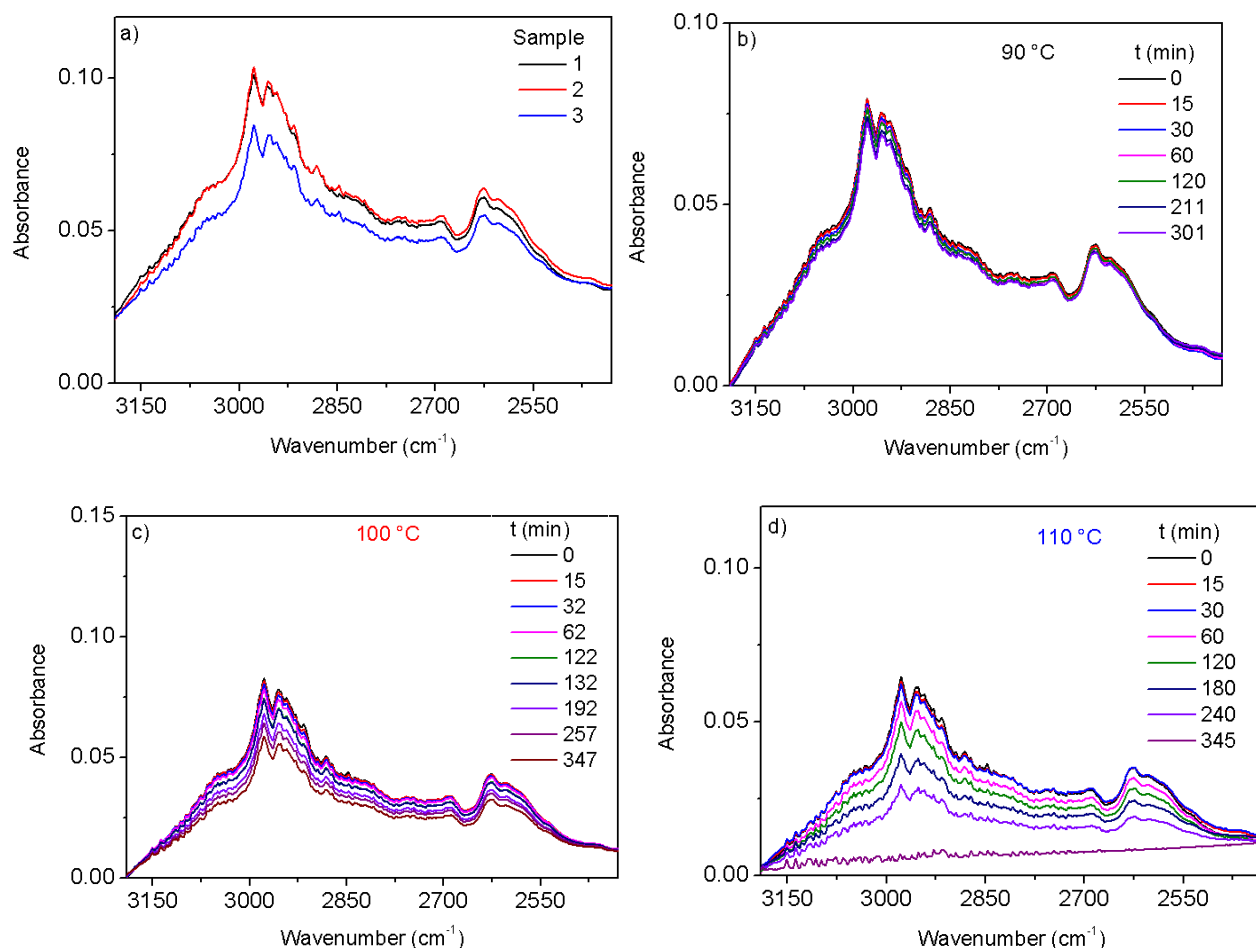 a)
Sample
1
2
3
0.10
0.05
0.00
Absorbance
3150 3000 2850 2700 2550
Wavenumber (cm⁻¹)
b)
90 °C
t (min)
0
15
30
60
120
211
301
0.10
0.05
0.00
Absorbance
3150 3000 2850 2700 2550
Wavenumber (cm⁻¹)
c)
100 °C
t (min)
0
15
32
62
122
132
192
257
347
0.15
0.10
0.05
0.00
Absorbance
3150 3000 2850 2700 2550
Wavenumber (cm⁻¹)
d)
110 °C
t (min)
0
15
30
60
120
180
240
345
0.10
0.05
0.00
Absorbance
3150 3000 2850 2700 2550
Wavenumber (cm⁻¹)